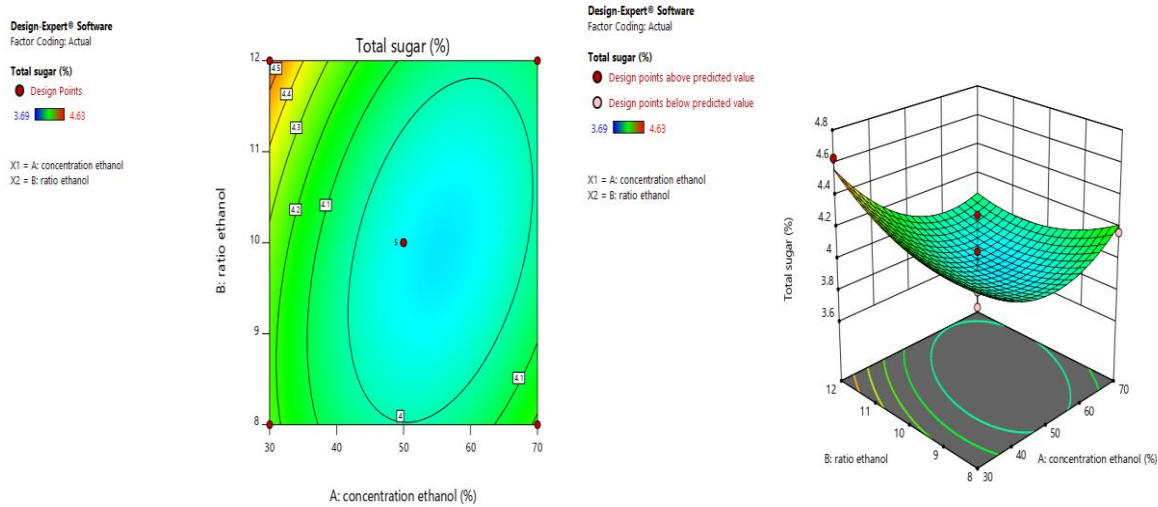 Design-Expert® Software
Factor Coding: Actual
Total sugar (%)
Design Points
3.69 4.63
X1 = A: concentration ethanol
X2 = B: ratio ethanol
Total sugar (%)
12
11
10
9
8
B: ratio ethanol
4.5
4.4
4.3
4.2
4.1
5
4.1
4
30 40 50 60 70
A: concentration ethanol (%)
Design-Expert® Software
Factor Coding: Actual
Total sugar (%)
Design points above predicted value
Design points below predicted value
3.69 4.63
X1 = A: concentration ethanol
X2 = B: ratio ethanol
4.8
4.6
4.4
4.2
4
3.8
3.6
Total sugar (%)
12
11
10
9
8
B: ratio ethanol
30
40
50
60
70
A: concentration ethanol (%)